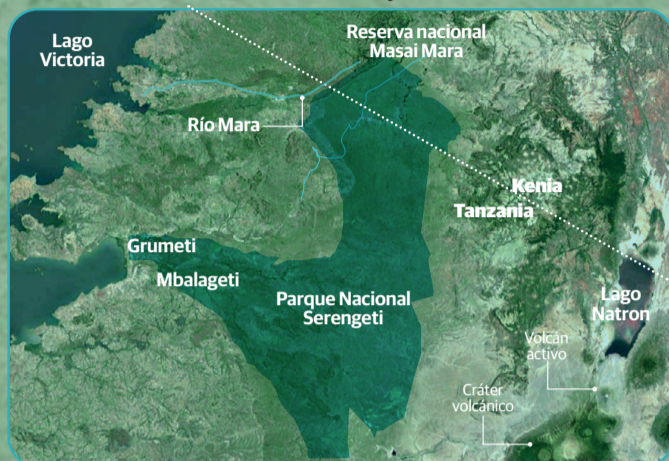 Lago
Victoria
Reserva nacional
Masai Mara
Río Mara
Kenia
Tanzania
Grumeti
Mbalageti
Parque Nacional
Serengeti
Lago
Natron
Volcán
activo
Cráter
volcánico